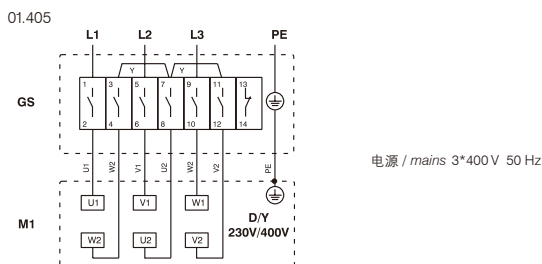 01.405
L1 L2 L3 PE
Y Y
1 3 5 7 9 11 13
GS
2 4 6 8 10 12 14
U1 W2 V1 U2 W2 V2 PE
电源 / mains 3*400 V 50 Hz
U1 V1 W1
D/Y
M1
230V/400V
W2 U2 V2